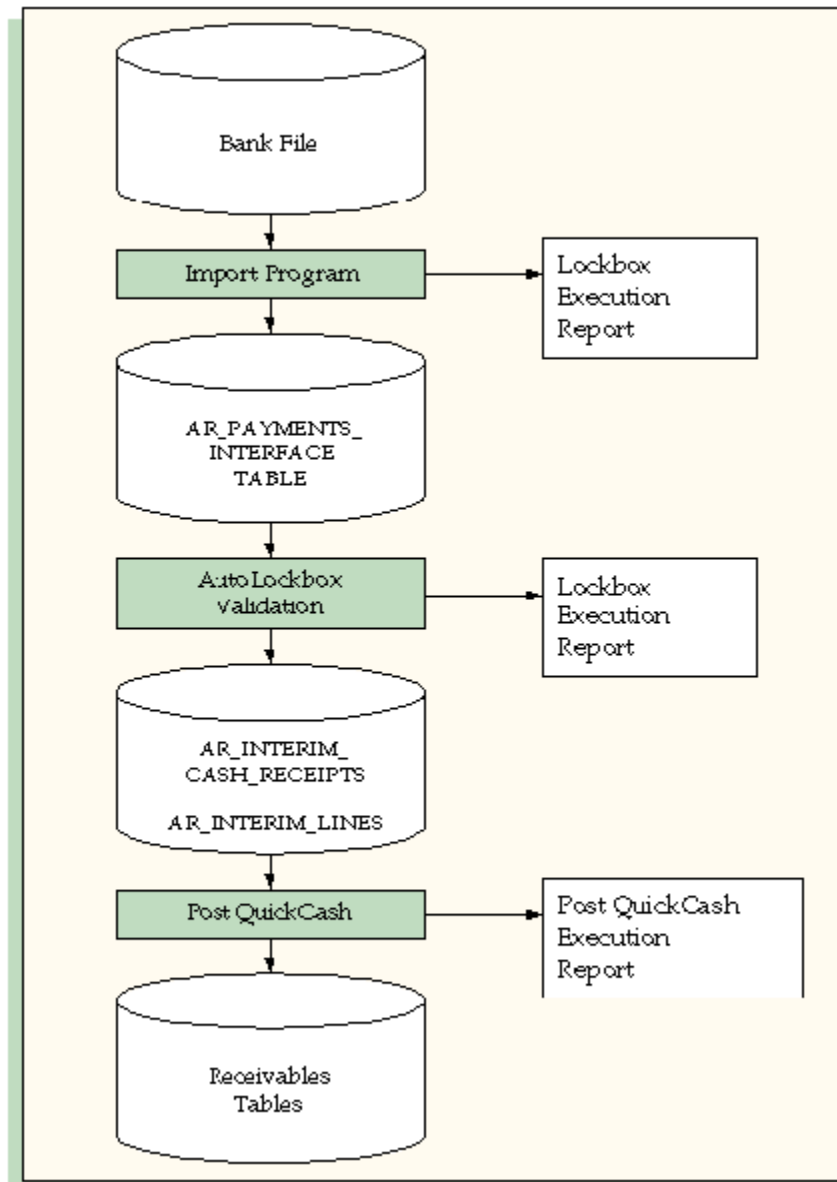 Bank File
Import Program
Lockbox
Execution
Report
AR_PAYMENTS_
INTERFACE
TABLE
AutoLockbox
Validation
Lockbox
Execution
Report
AR_INTERIM_
CASH_RECEIPTS
AR_INTERIM_LINES
Post QuickCash
Post QuickCash
Execution
Report
Receivables
Tables